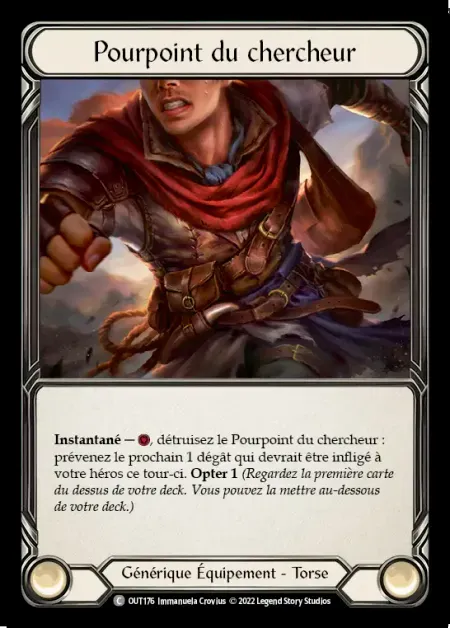 Pourpoint du chercheur
Instantané — , détruisez le Pourpoint du chercheur :
prévenez le prochain 1 dégât qui devrait être infligé à
votre héros ce tour-ci. Opter 1 (Regardez la première carte
du dessus de votre deck. Vous pouvez la mettre au-dessous
de votre deck.)
Générique Équipement - Torse
C OUT176 Immanuela Crovius © 2022 Legend Story Studios